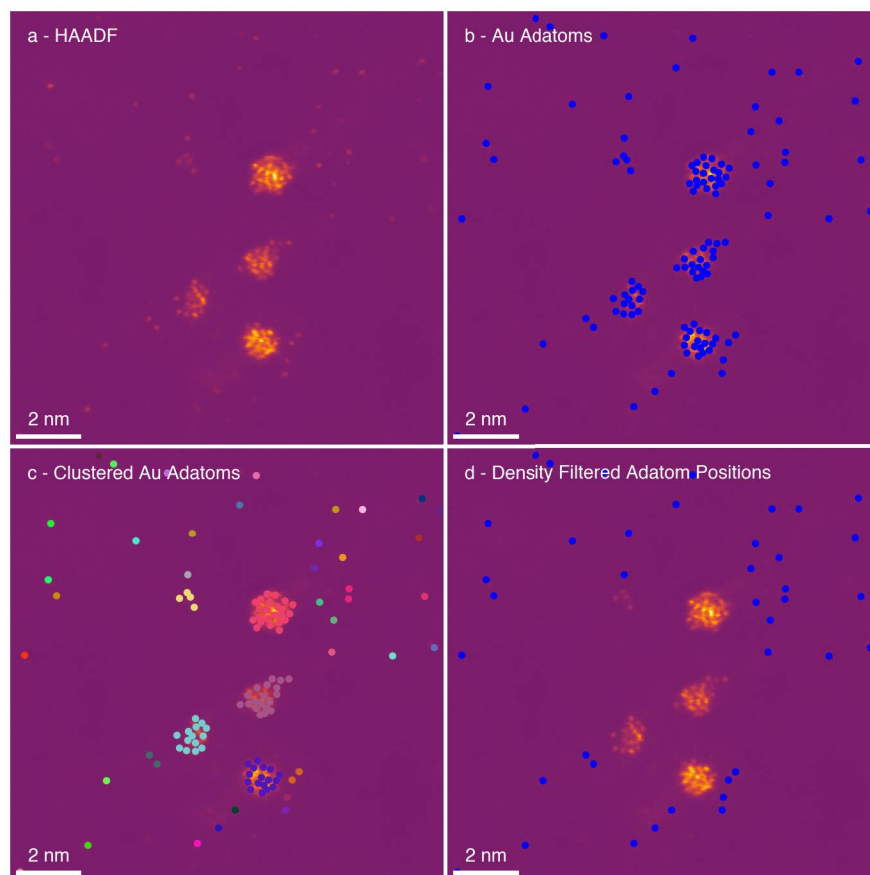 a - HAADF
b - Au Adatoms
2 nm
2 nm
c - Clustered Au Adatoms
d - Density Filtered Adatom Positions
2 nm
2 nm